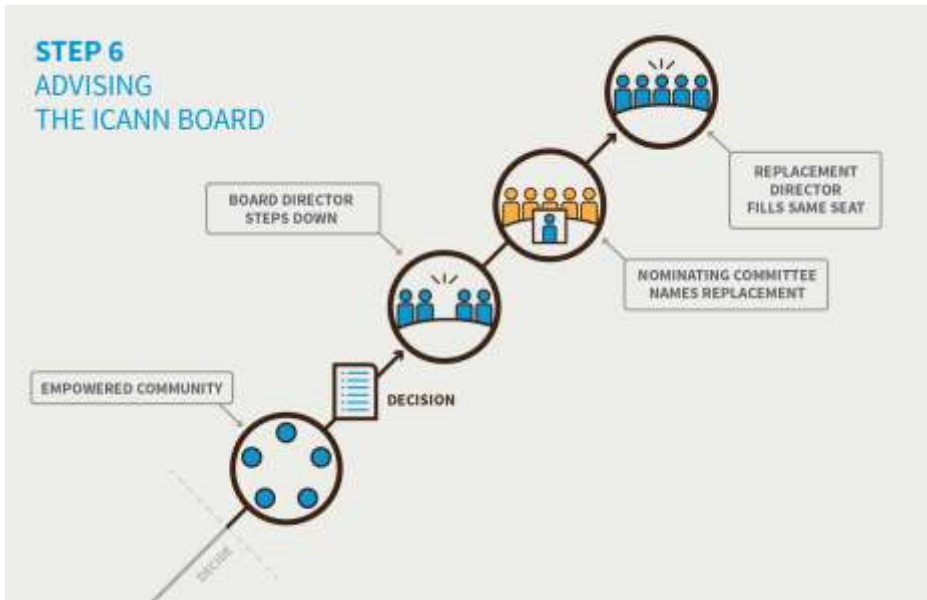 STEP 6
ADVISING
THE ICANN BOARD
REPLACEMENT
DIRECTOR
FILLS SAME SEAT
BOARD DIRECTOR
STEPS DOWN
NOMINATING COMMITTEE
NAMES REPLACEMENT
EMPOWERED COMMUNITY
DECISION
DECIDE